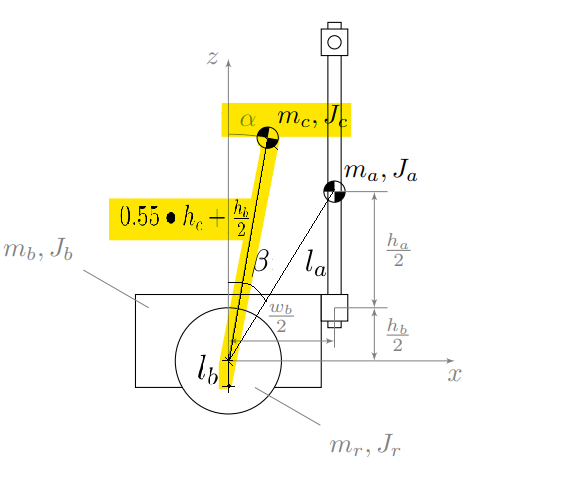 z
α m_c, J_c
m_a, J_a
0.55 • h_c + h_b/2
m_b, J_b
β l_a
h_a/2
w_b/2
h_b/2
l_b
x
m_r, J_r